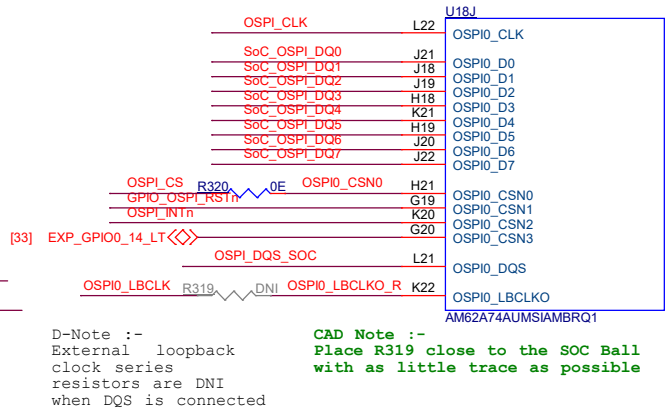 U18J
OSPI_CLK L22 OSPI0_CLK
SoC_OSPI_DQ0 J21 OSPI0_D0
SoC_OSPI_DQ1 J18 OSPI0_D1
SoC_OSPI_DQ2 J19 OSPI0_D2
SoC_OSPI_DQ3 H18 OSPI0_D3
SoC_OSPI_DQ4 K21 OSPI0_D4
SoC_OSPI_DQ5 H19 OSPI0_D5
SoC_OSPI_DQ6 J20 OSPI0_D6
SoC_OSPI_DQ7 J22 OSPI0_D7
OSPI_CS R320 0E OSPI0_CSN0 H21 OSPI0_CSN0
GPIO_OSPI_RSTn G19 OSPI0_CSN1
OSPI_INTn K20 OSPI0_CSN2
[33] EXP_GPIO0_14_LT G20 OSPI0_CSN3
OSPI_DQS_SOC L21 OSPI0_DQS
OSPI0_LBCLK R319 DNI OSPI0_LBCLKO_R K22 OSPI0_LBCLKO
AM62A74AUMSIAMBRQ1
D-Note :-
External loopback
clock series
resistors are DNI
when DQS is connected
CAD Note :-
Place R319 close to the SOC Ball
with as little trace as possible